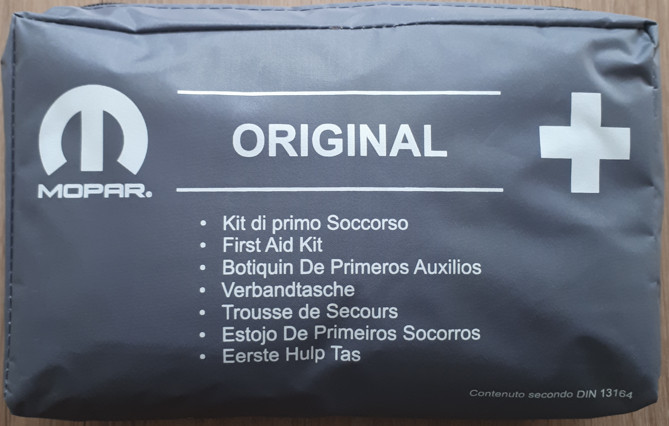 MOPAR.
ORIGINAL
• Kit di primo Soccorso
• First Aid Kit
• Botiquin De Primeros Auxilios
• Verbandtasche
• Trousse de Secours
• Estojo De Primeiros Socorros
• Eerste Hulp Tas
Contenuto secondo DIN 13164